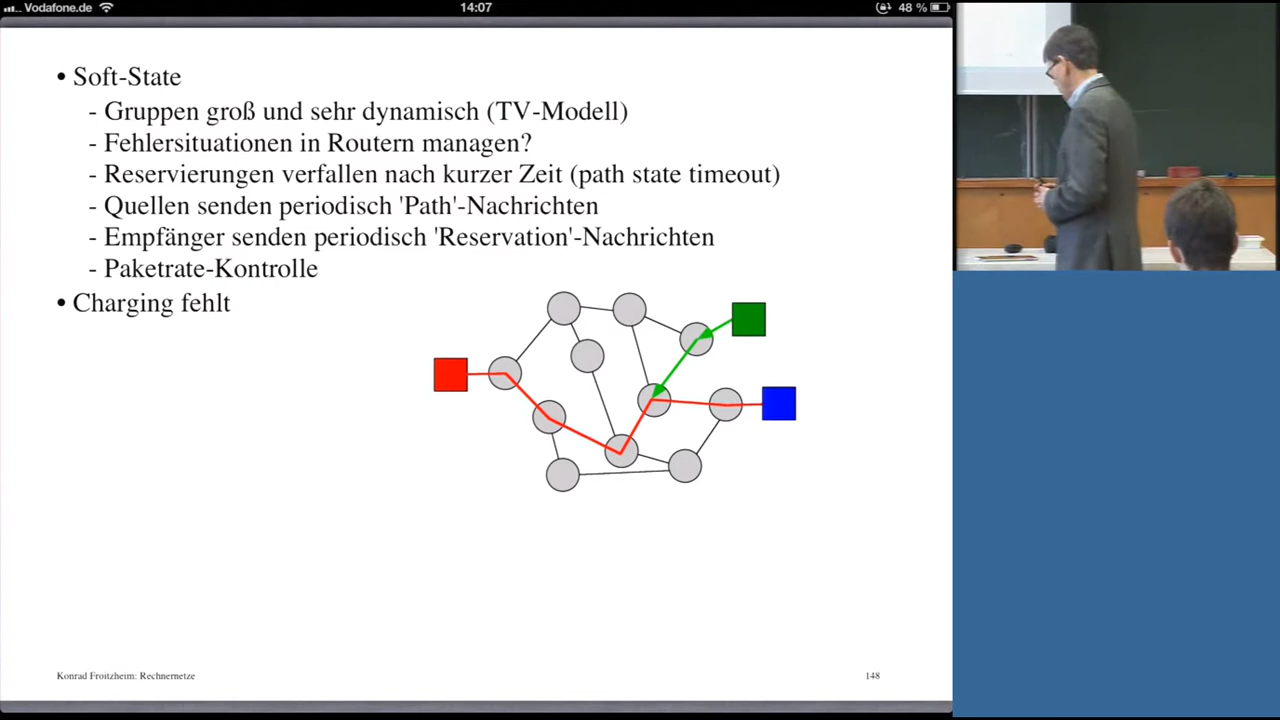 Vodafone.de
14:07
48 %
• Soft-State
- Gruppen groß und sehr dynamisch (TV-Modell)
- Fehlersituationen in Routern managen?
- Reservierungen verfallen nach kurzer Zeit (path state timeout)
- Quellen senden periodisch 'Path'-Nachrichten
- Empfänger senden periodisch 'Reservation'-Nachrichten
- Paketrate-Kontrolle
• Charging fehlt
Konrad Froitzheim: Rechnernetze
148